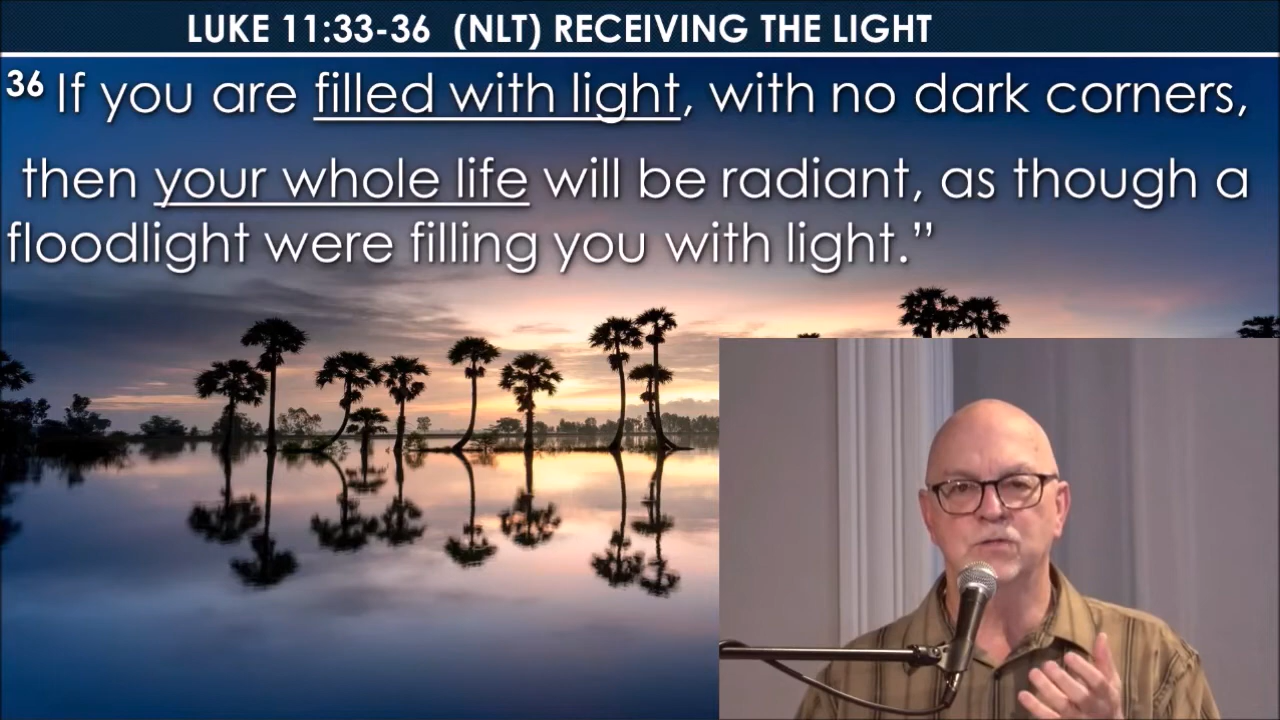 LUKE 11:33-36 (NLT) RECEIVING THE LIGHT
36 If you are filled with light, with no dark corners,
then your whole life will be radiant, as though a
floodlight were filling you with light.”